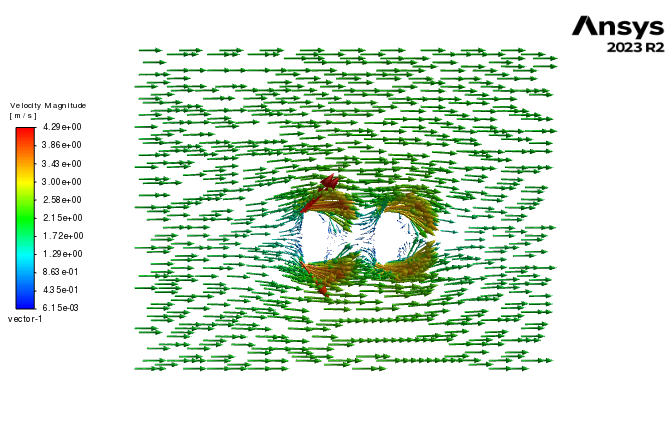 Ansys
2023 R2
Velocity Magnitude
[ m / s ]
4.29e+00
3.86e+00
3.43e+00
3.00e+00
2.58e+00
2.15e+00
1.72e+00
1.29e+00
8.63e-01
4.35e-01
6.15e-03
vector-1